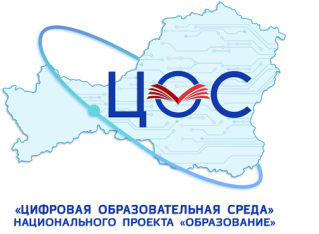 ЦОС
«ЦИФРОВАЯ ОБРАЗОВАТЕЛЬНАЯ СРЕДА»
НАЦИОНАЛЬНОГО ПРОЕКТА «ОБРАЗОВАНИЕ»